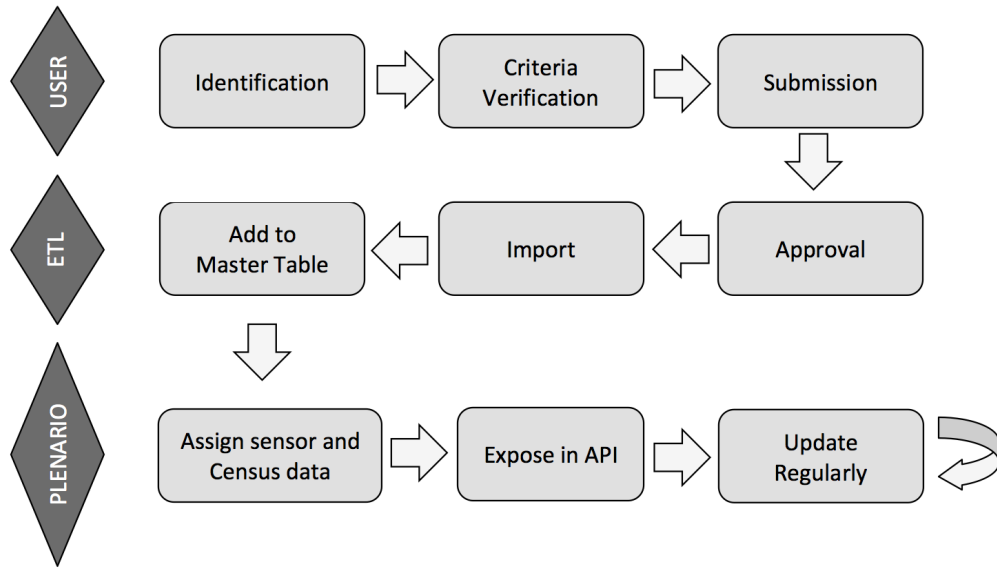 USER
Identification
Criteria
Verification
Submission
ETL
Add to
Master Table
Import
Approval
PLENARIO
Assign sensor and
Census data
Expose in API
Update
Regularly